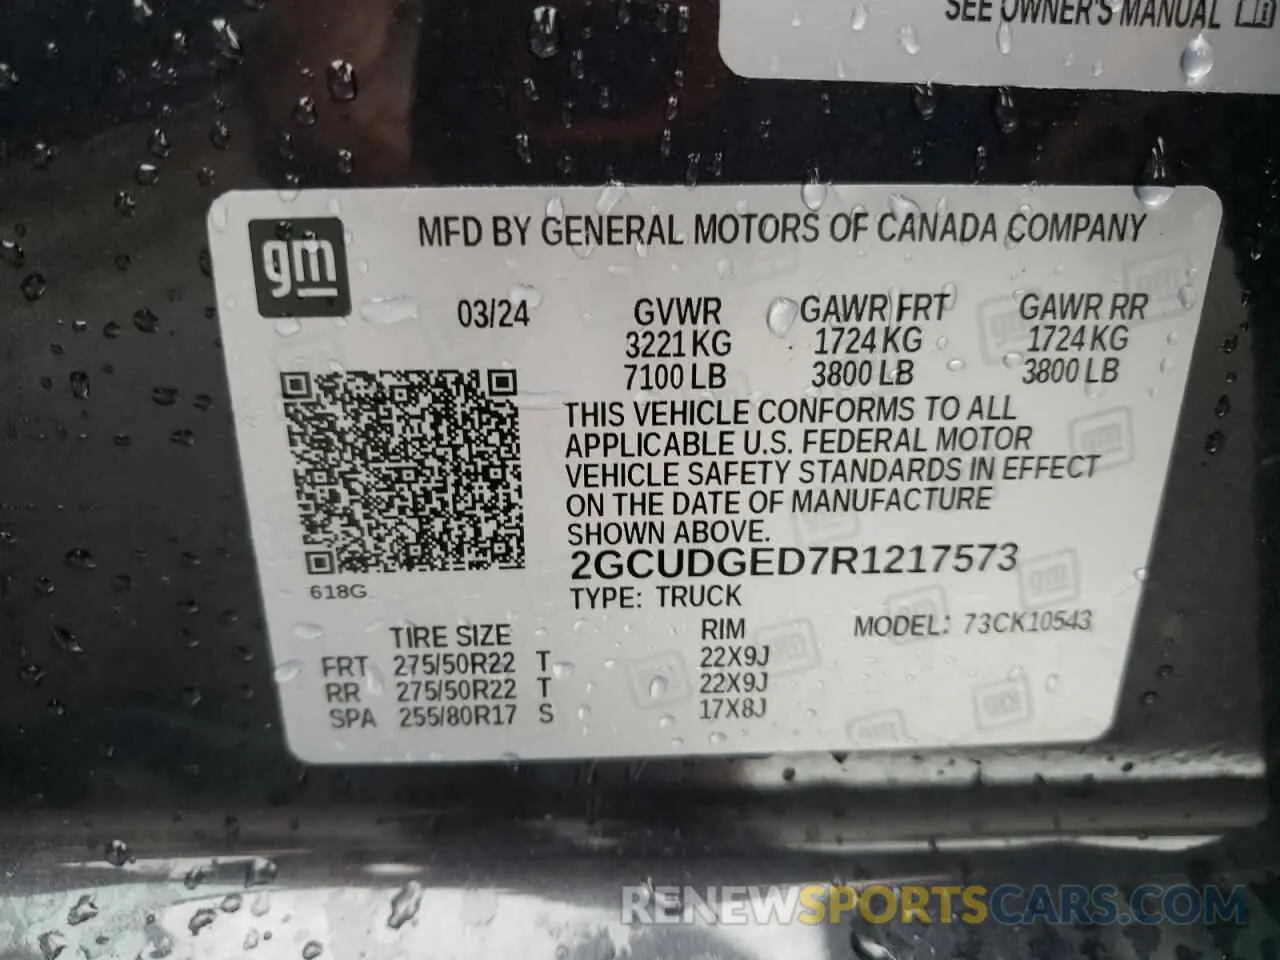 SEE OWNER'S MANUAL
gm
MFD BY GENERAL MOTORS OF CANADA COMPANY
03/24 GVWR GAWR FRT GAWR RR
3221 KG 1724 KG 1724 KG
7100 LB 3800 LB 3800 LB
THIS VEHICLE CONFORMS TO ALL
APPLICABLE U.S. FEDERAL MOTOR
VEHICLE SAFETY STANDARDS IN EFFECT
ON THE DATE OF MANUFACTURE
SHOWN ABOVE.
2GCUDGED7R1217573
618G
TYPE: TRUCK
TIRE SIZE RIM MODEL: 73CK10543
FRT 275/50R22 T 22X9J
RR 275/50R22 T 22X9J
SPA 255/80R17 S 17X8J
RENEWSPORTSCARS.COM